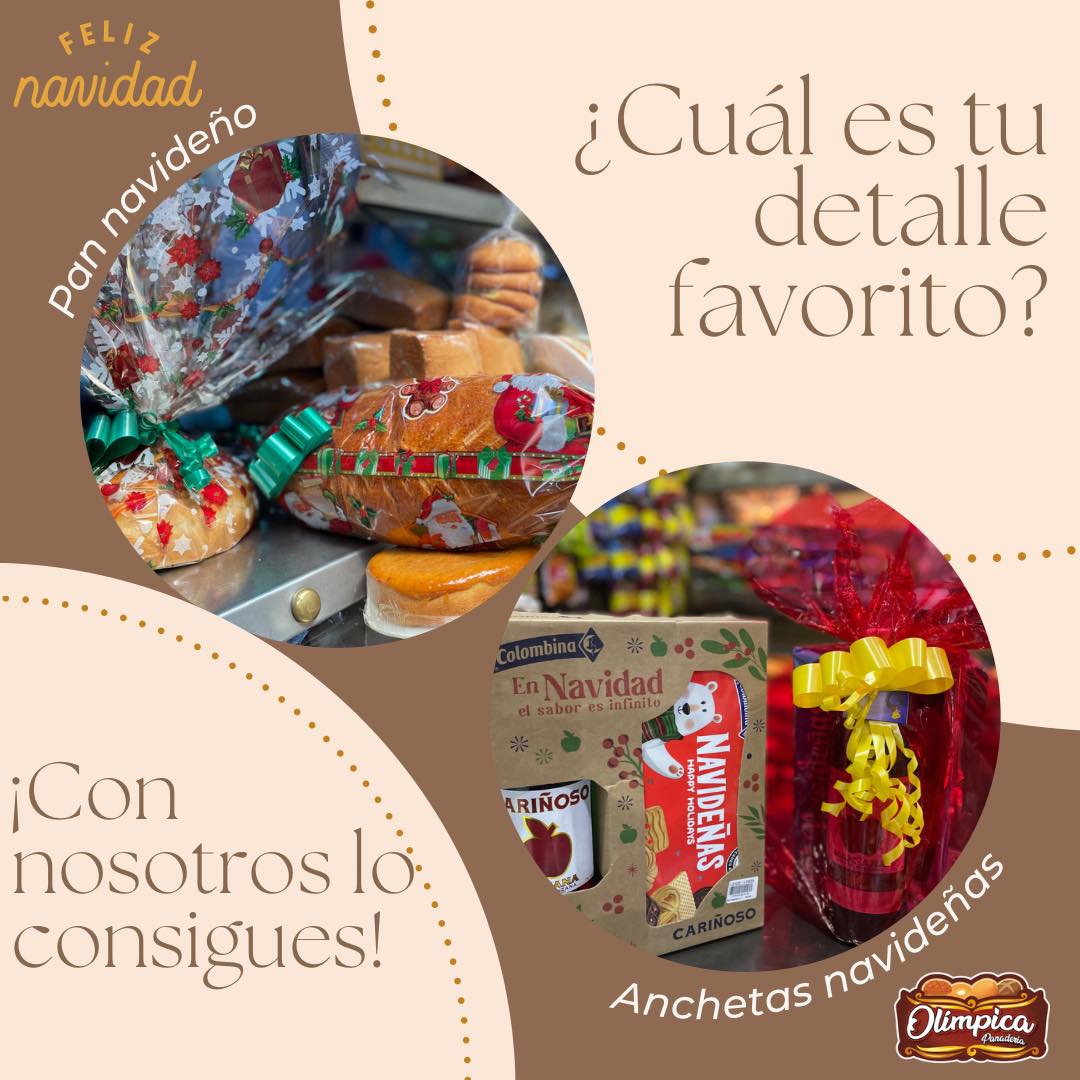 FELIZ
navidad
Pan navideño
¿Cuál es tu
detalle
favorito?
Colombina
En Navidad
el sabor es infinito
NAVIDEÑAS
HAPPY HOLIDAYS
CARIÑOSO
ARIÑOSO
¡Con
nosotros lo
consigues!
Anchetas navideñas
Olímpica
Panadería